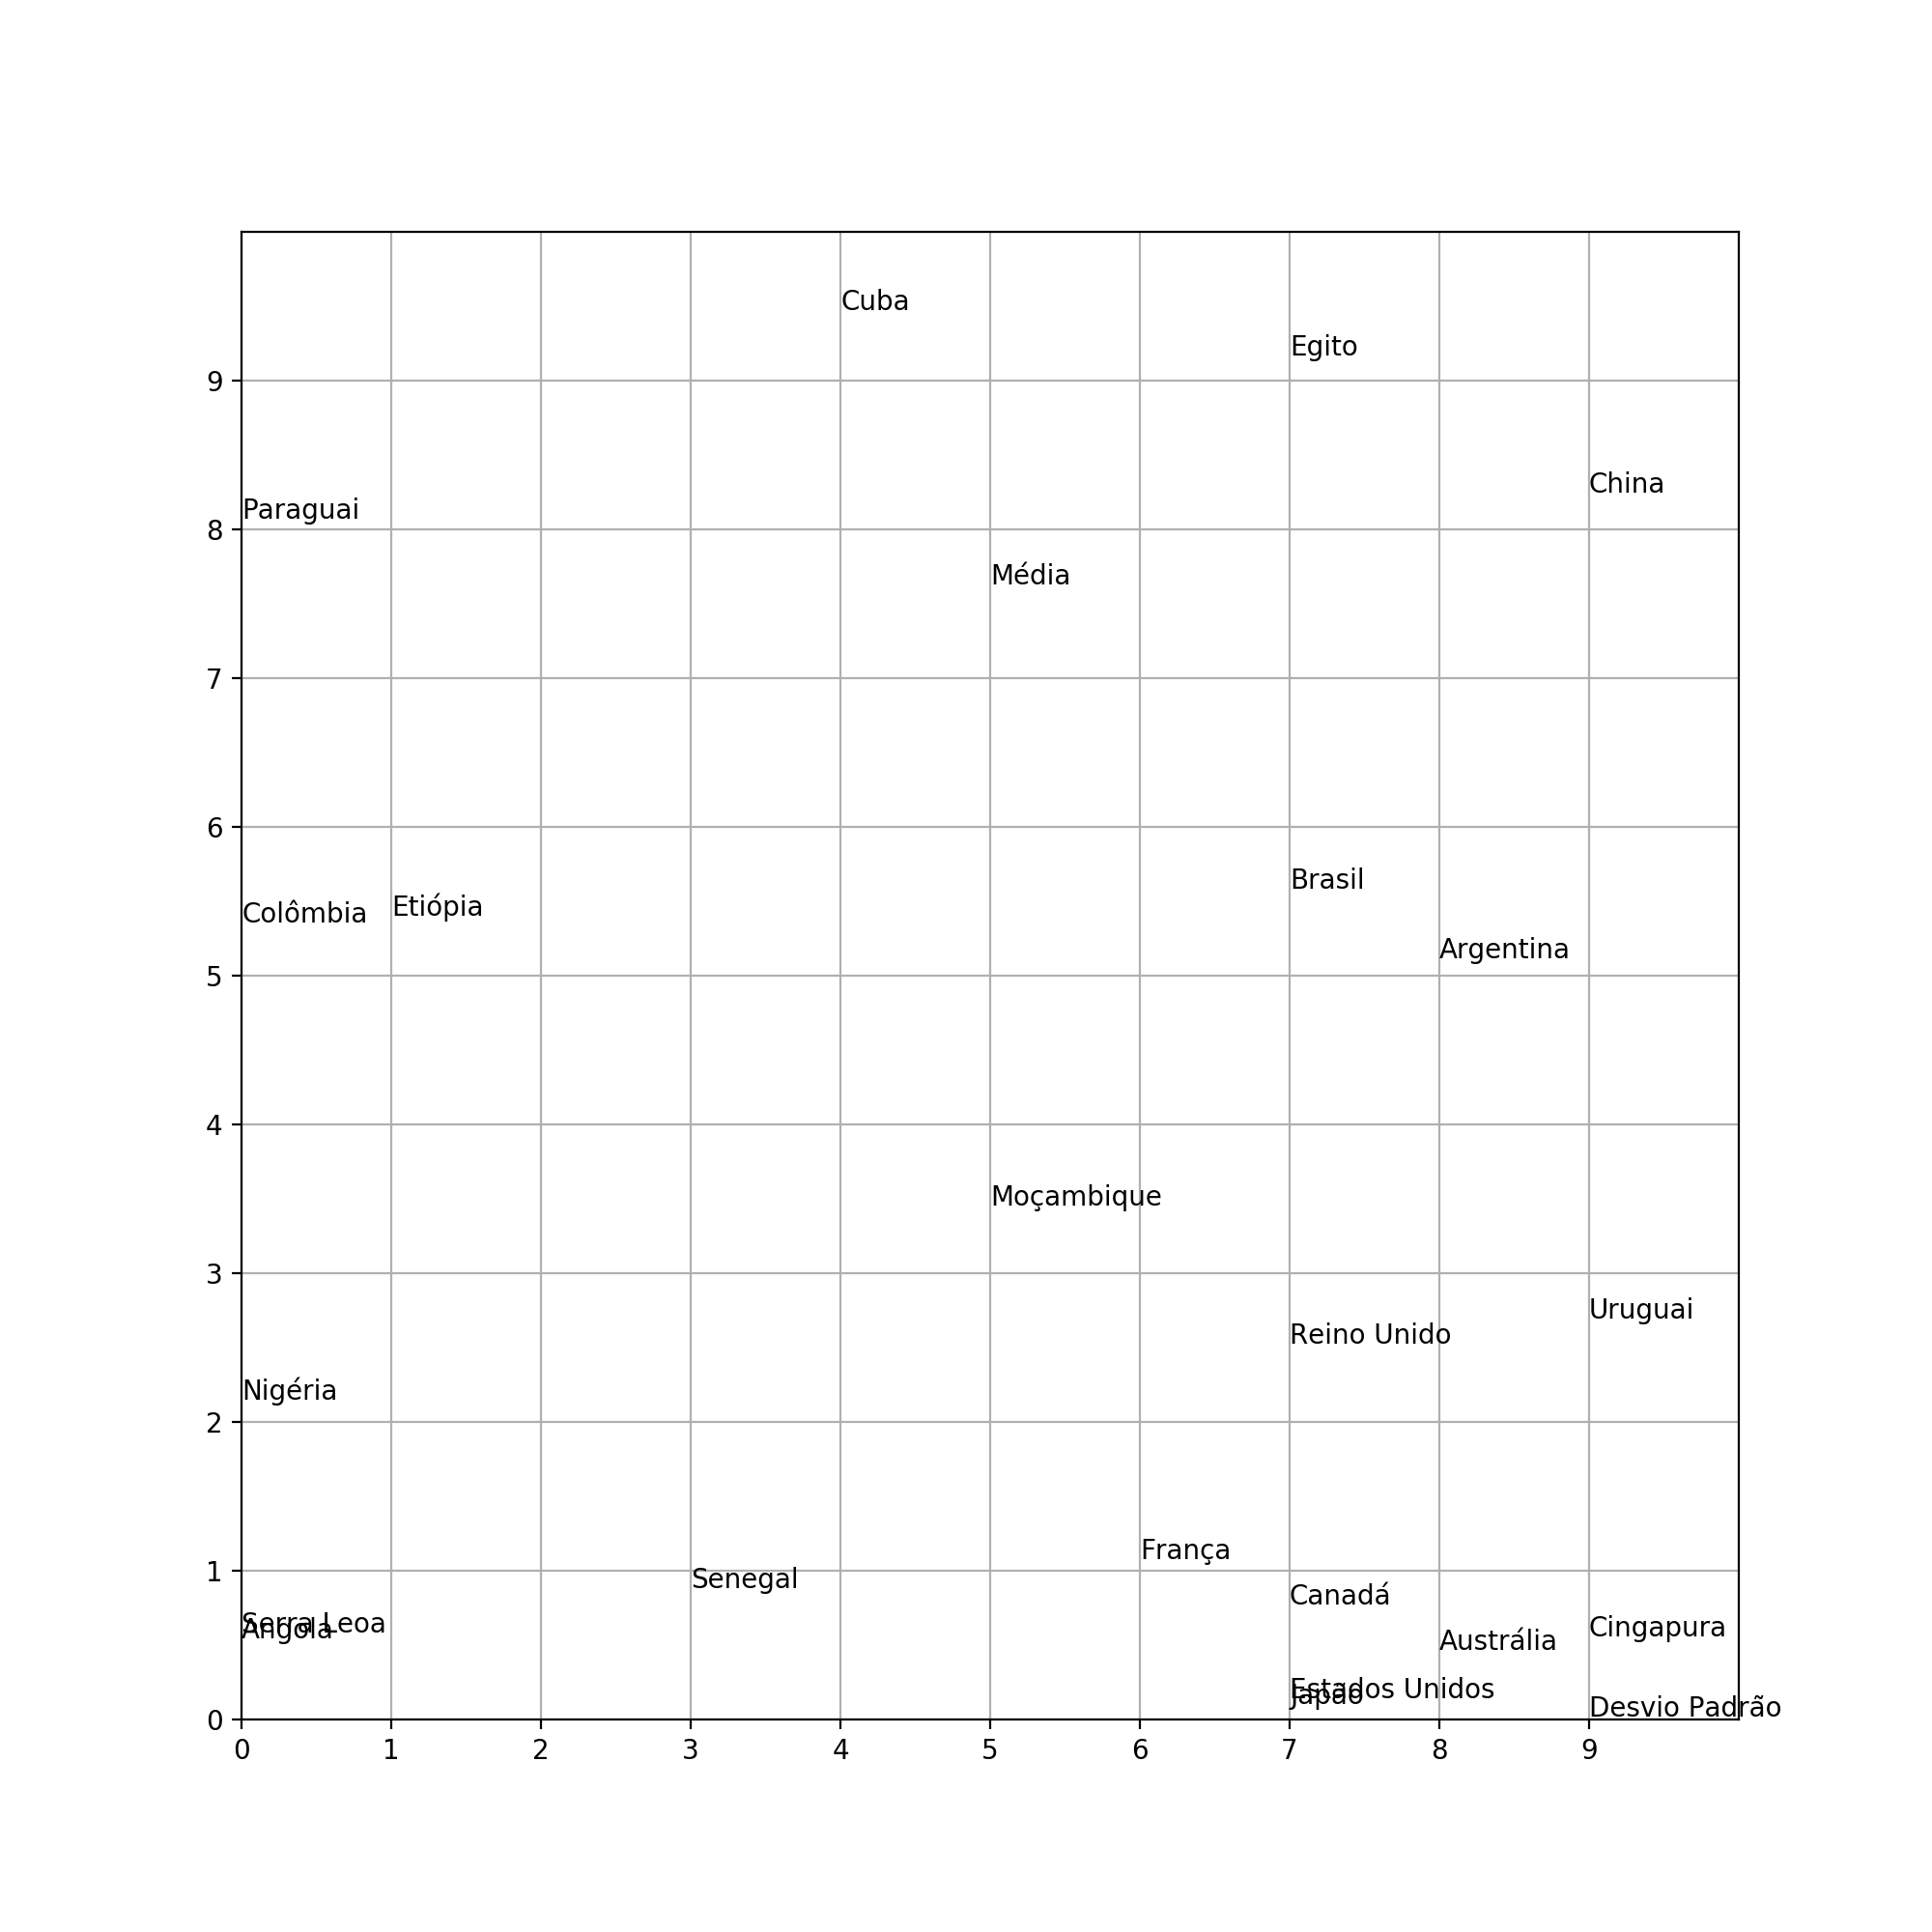 Cuba
Egito
9
China
Paraguai
8
Média
7
6
Brasil
Etiópia
Colômbia
Argentina
5
4
Moçambique
3
Uruguai
Reino Unido
Nigéria
2
França
1
Senegal
Canadá
Serra Leoa
Angola
Cingapura
Austrália
Estados Unidos
Japão
Desvio Padrão
0
0 1 2 3 4 5 6 7 8 9